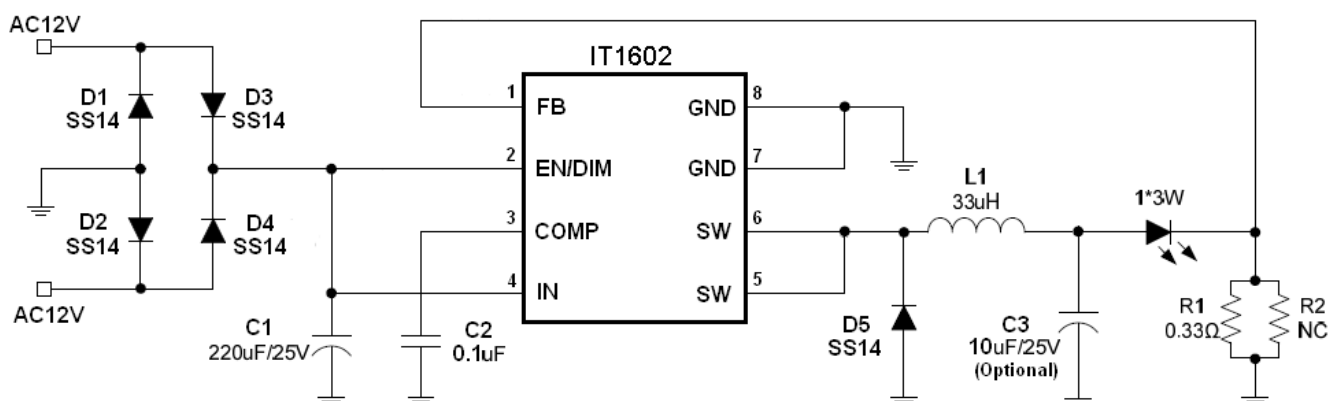 AC12V
IT1602
D1
SS14
D3
SS14
1
FB
GND
8
2
EN/DIM
GND
7
L1
33uH
1*3W
D2
SS14
D4
SS14
3
COMP
SW
6
4
IN
SW
5
AC12V
C1
220uF/25V
C2
0.1uF
D5
SS14
C3
10uF/25V
(Optional)
R1
0.33Ω
R2
NC